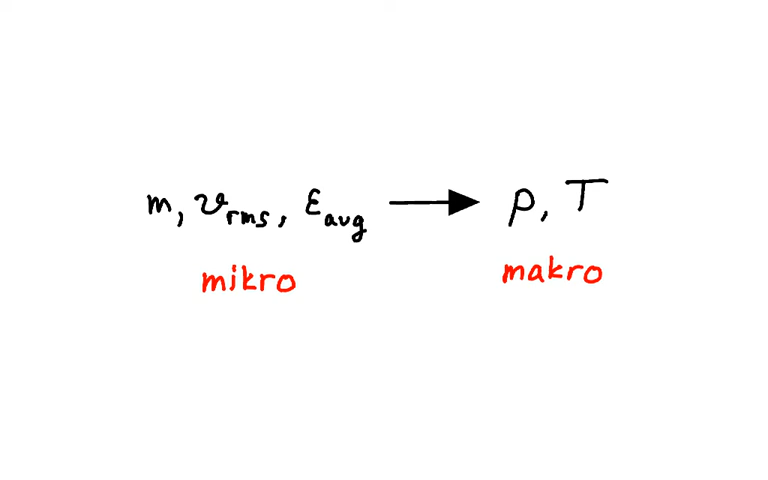 m, v_rms, ε_avg → p, T
mikro makro